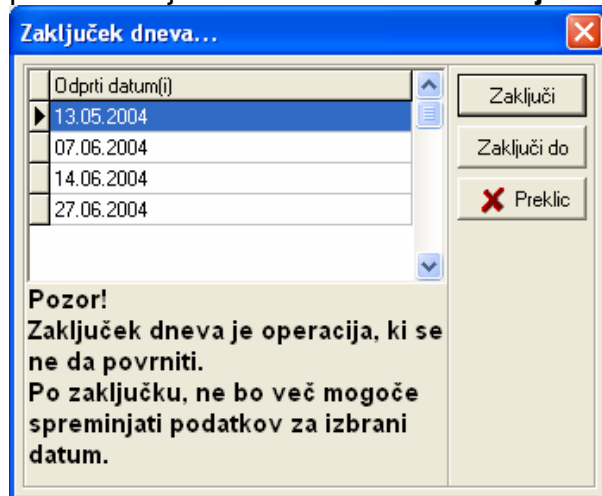 Zaključek dneva...
Odprti datum(i)
13.05.2004
07.06.2004
14.06.2004
27.06.2004
Zaključi
Zaključi do
Preklic
Pozor!
Zaključek dneva je operacija, ki se
ne da povrniti.
Po zaključku, ne bo več mogoče
spreminjati podatkov za izbrani
datum.